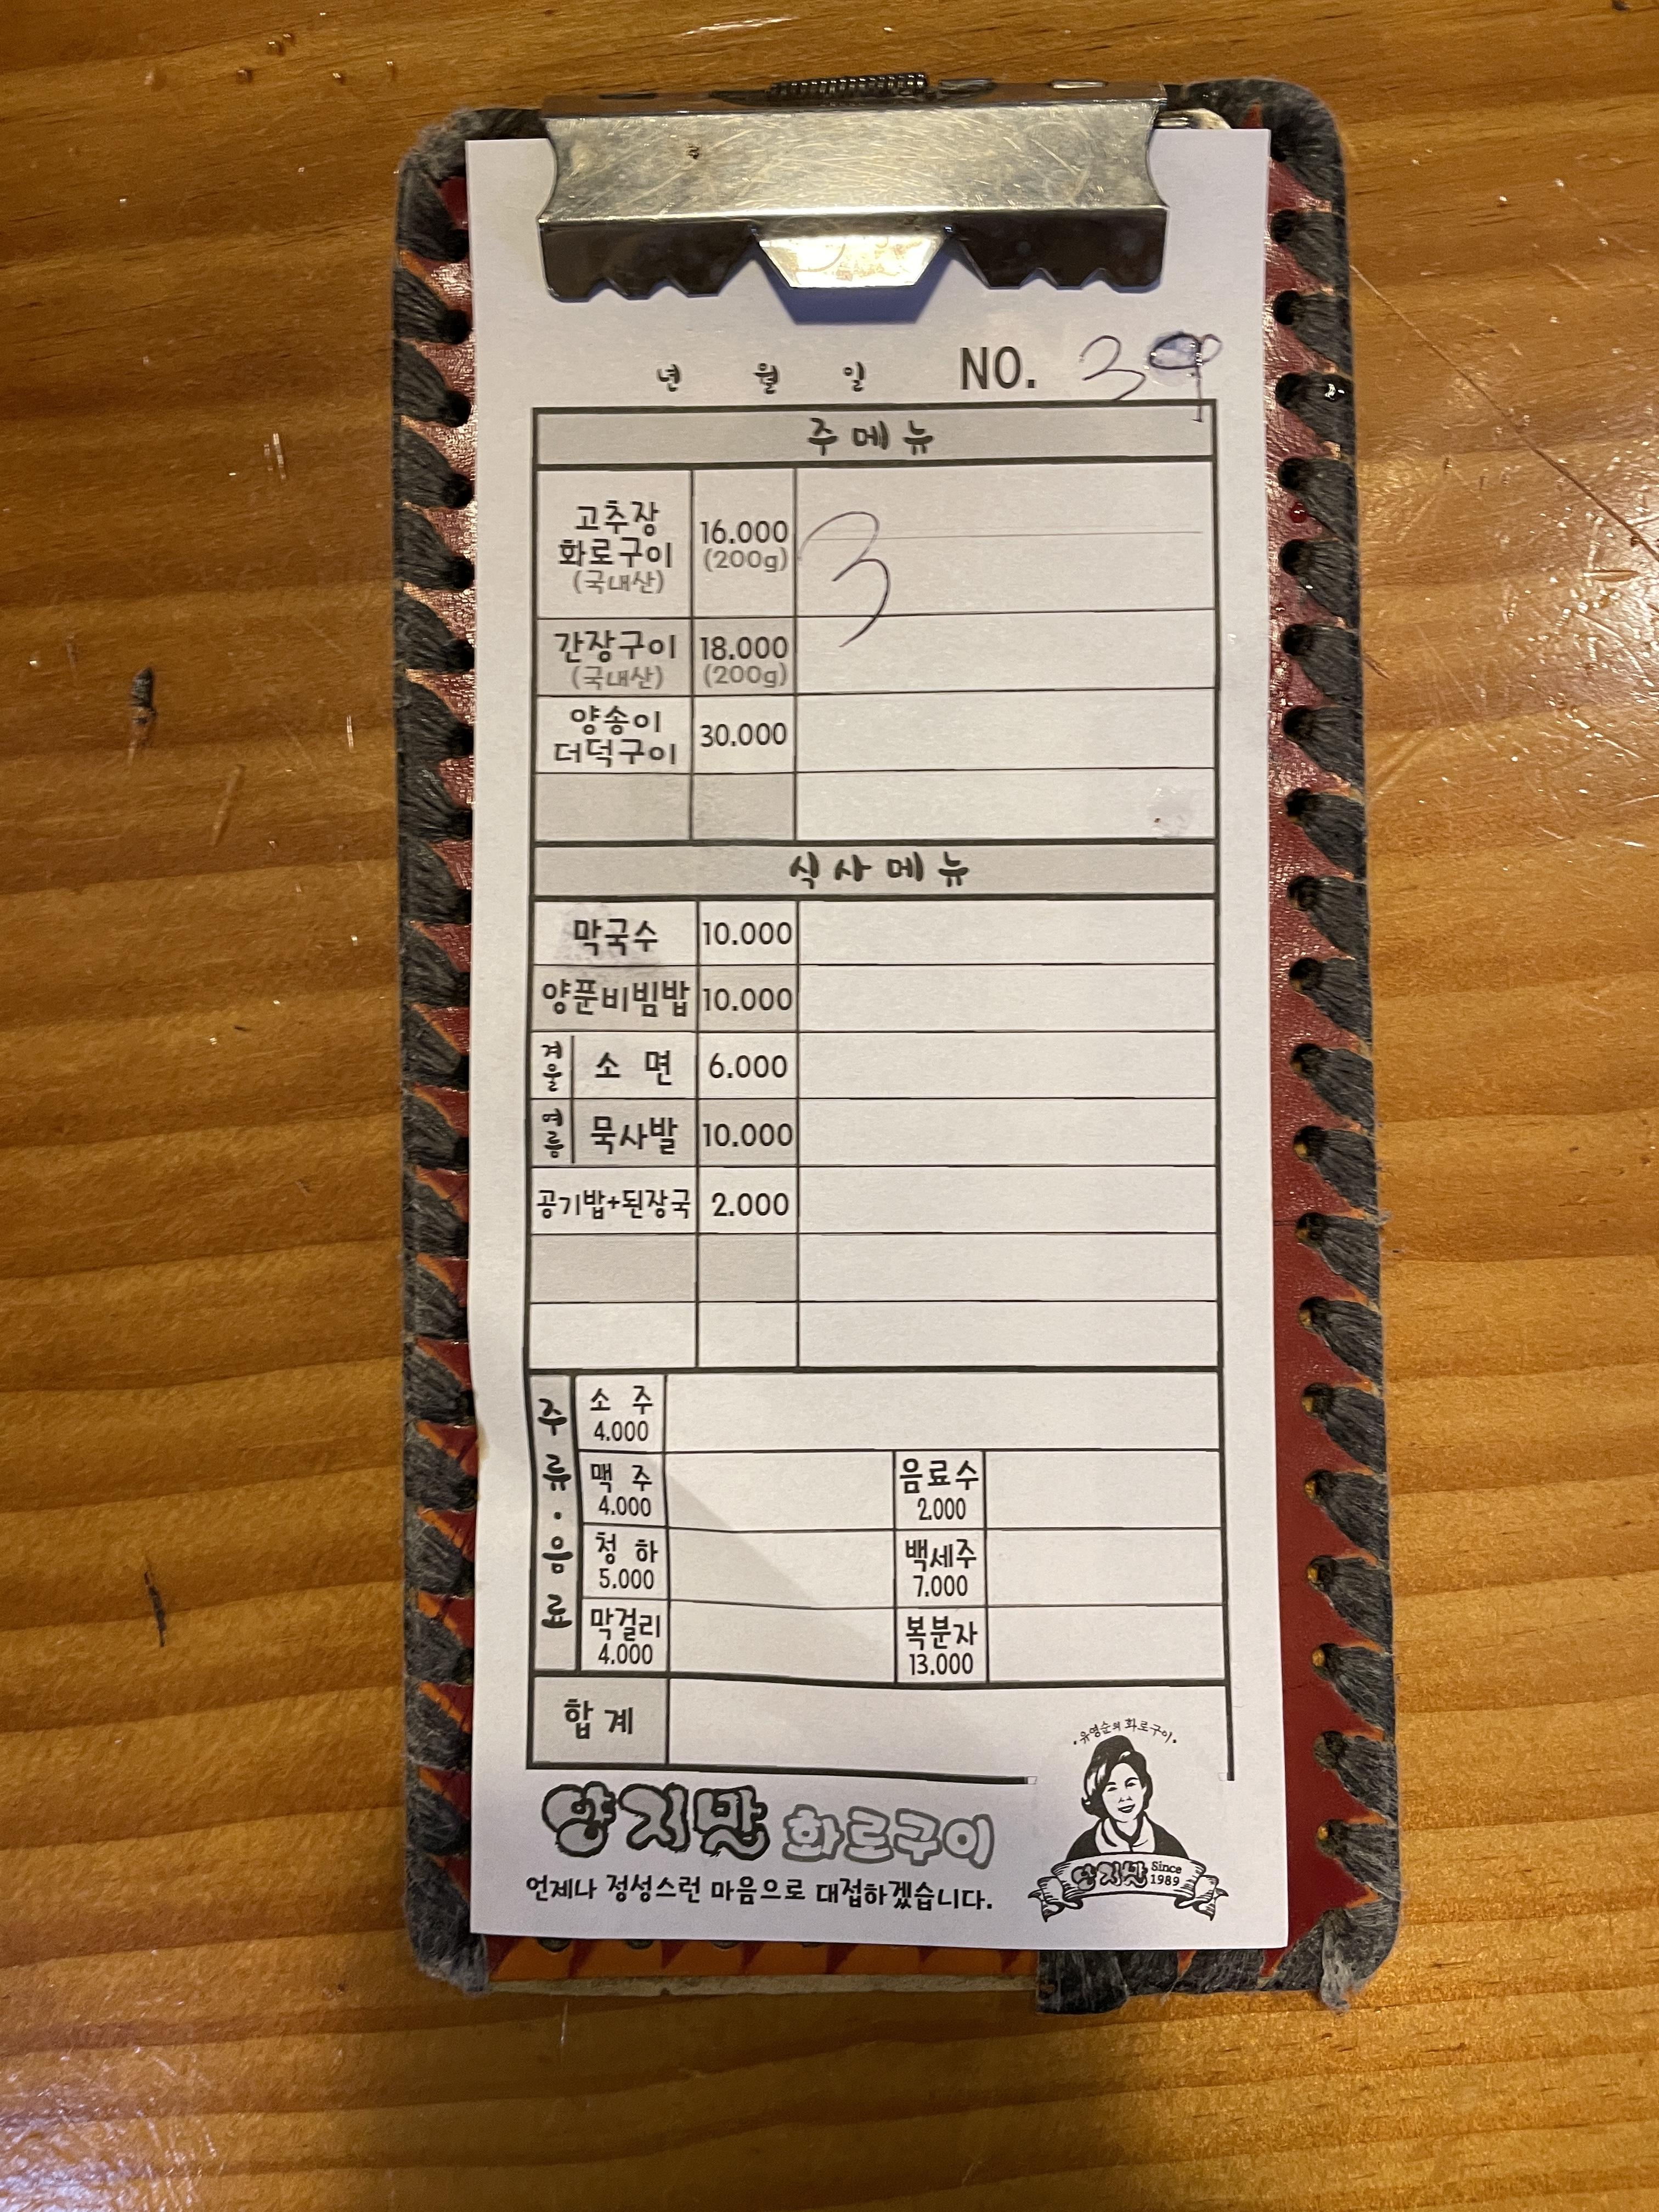 년 월 일 NO. 39
주 메 뉴
고추장
화로구이
(국내산)
16.000
(200g)
3
간장구이
(국내산)
18.000
(200g)
양송이
더덕구이
30.000
식 사 메 뉴
막국수 10.000
양푼비빔밥 10.000
겨울 소 면 6.000
여름 묵사발 10.000
공기밥+된장국 2.000
주류·음료
소 주
4.000
맥 주
4.000
음료수
2.000
청 하
5.000
백세주
7.000
막걸리
4.000
복분자
13.000
합 계
·유영순의 화로구이·
양지말 화로구이
언제나 정성스런 마음으로 대접하겠습니다.
양지말 Since
1989